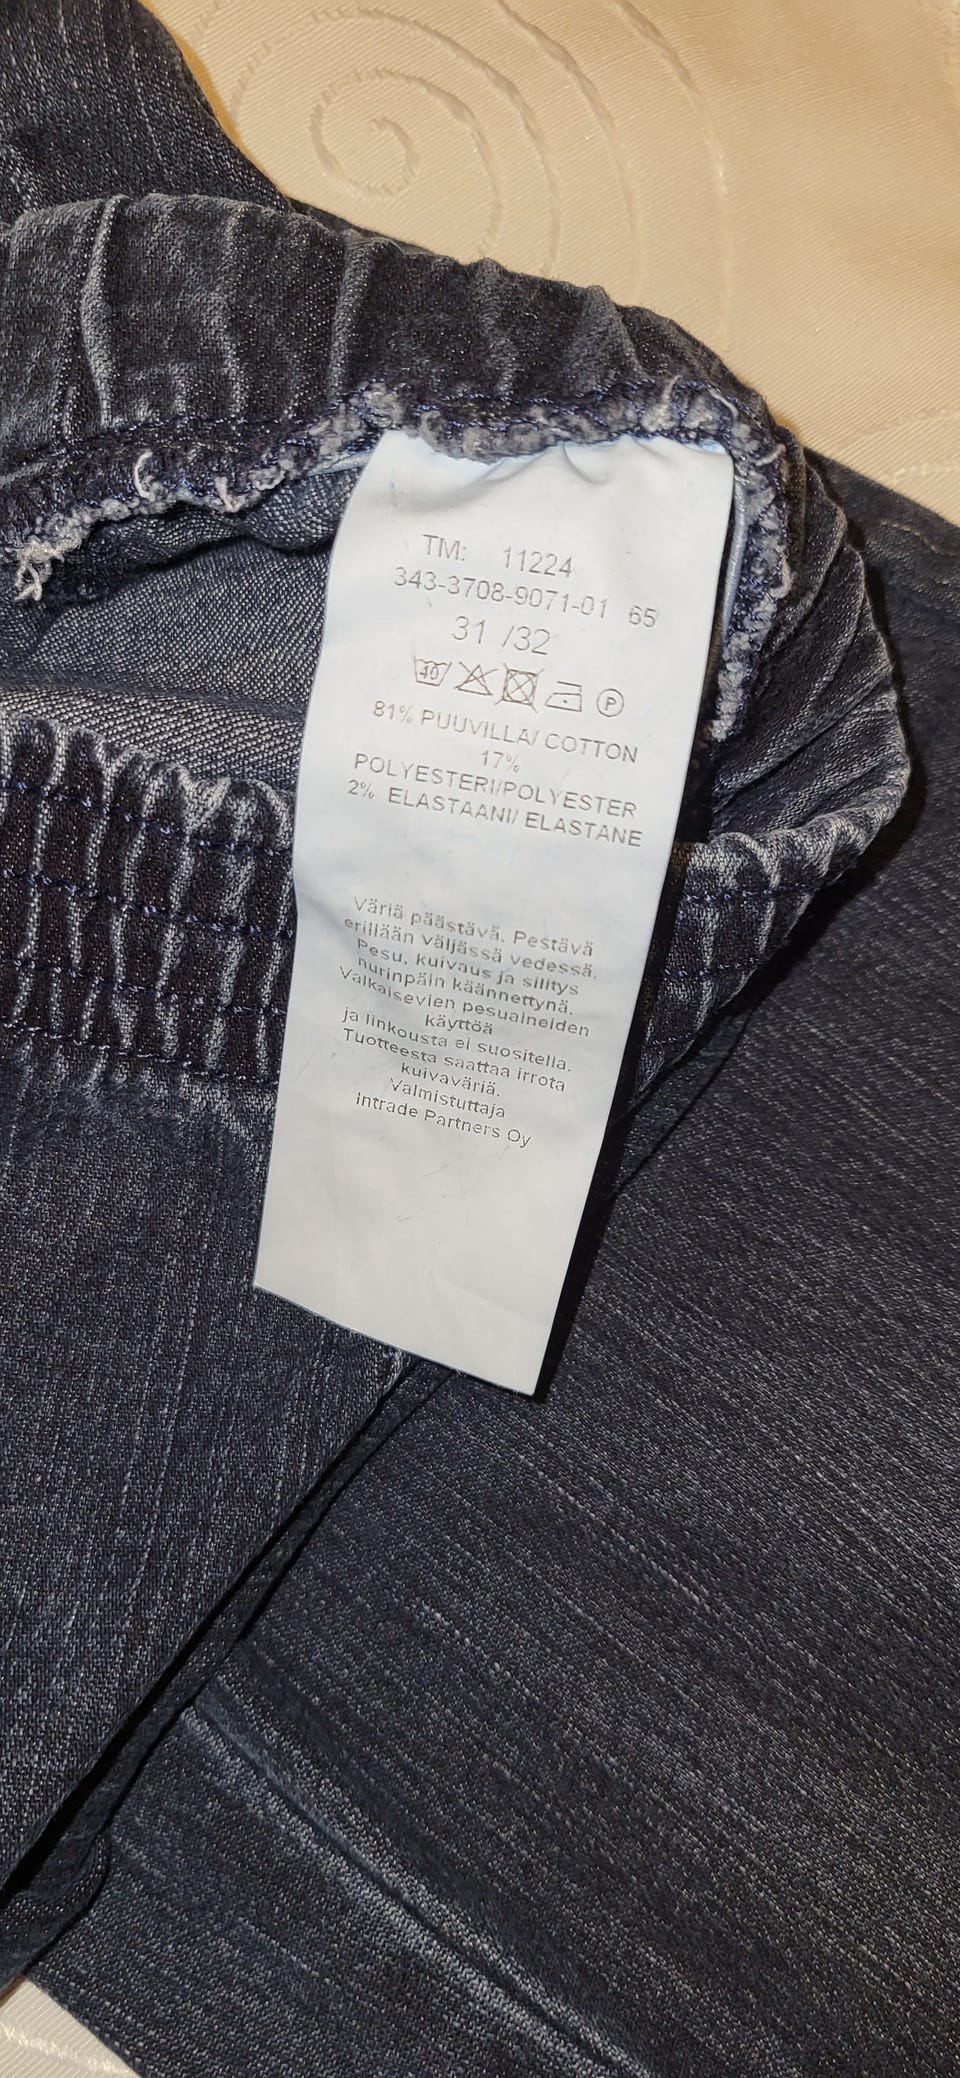 TM: 11224
343-3708-9071-01 65
31 /32
40 P
81% PUUVILLA/ COTTON
17%
POLYESTERI/POLYESTER
2% ELASTAANI/ ELASTANE
Väriä päästävä. Pestävä
erillään väljässä vedessä.
Pesu, kuivaus ja silitys
nurinpäin käännettynä.
Valkaisevien pesuaineiden
käyttöä
ja linkousta ei suositella.
Tuotteesta saattaa irrota
kuivaväriä.
Valmistuttaja
Intrade Partners Oy